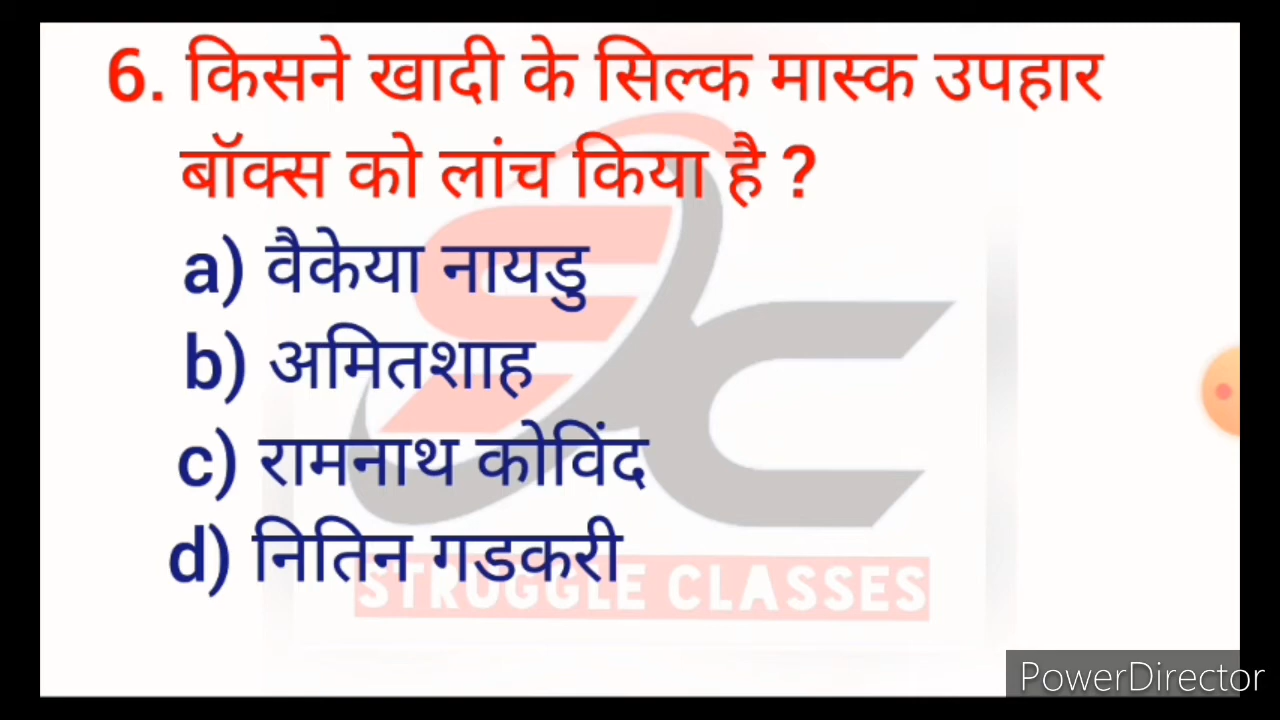 6. किसने खादी के सिल्क मास्क उपहार
बॉक्स को लांच किया है ?
a) वैकेया नायडु
b) अमितशाह
c) रामनाथ कोविंद
d) नितिन गडकरी
STRUGGLE CLASSES
PowerDirector